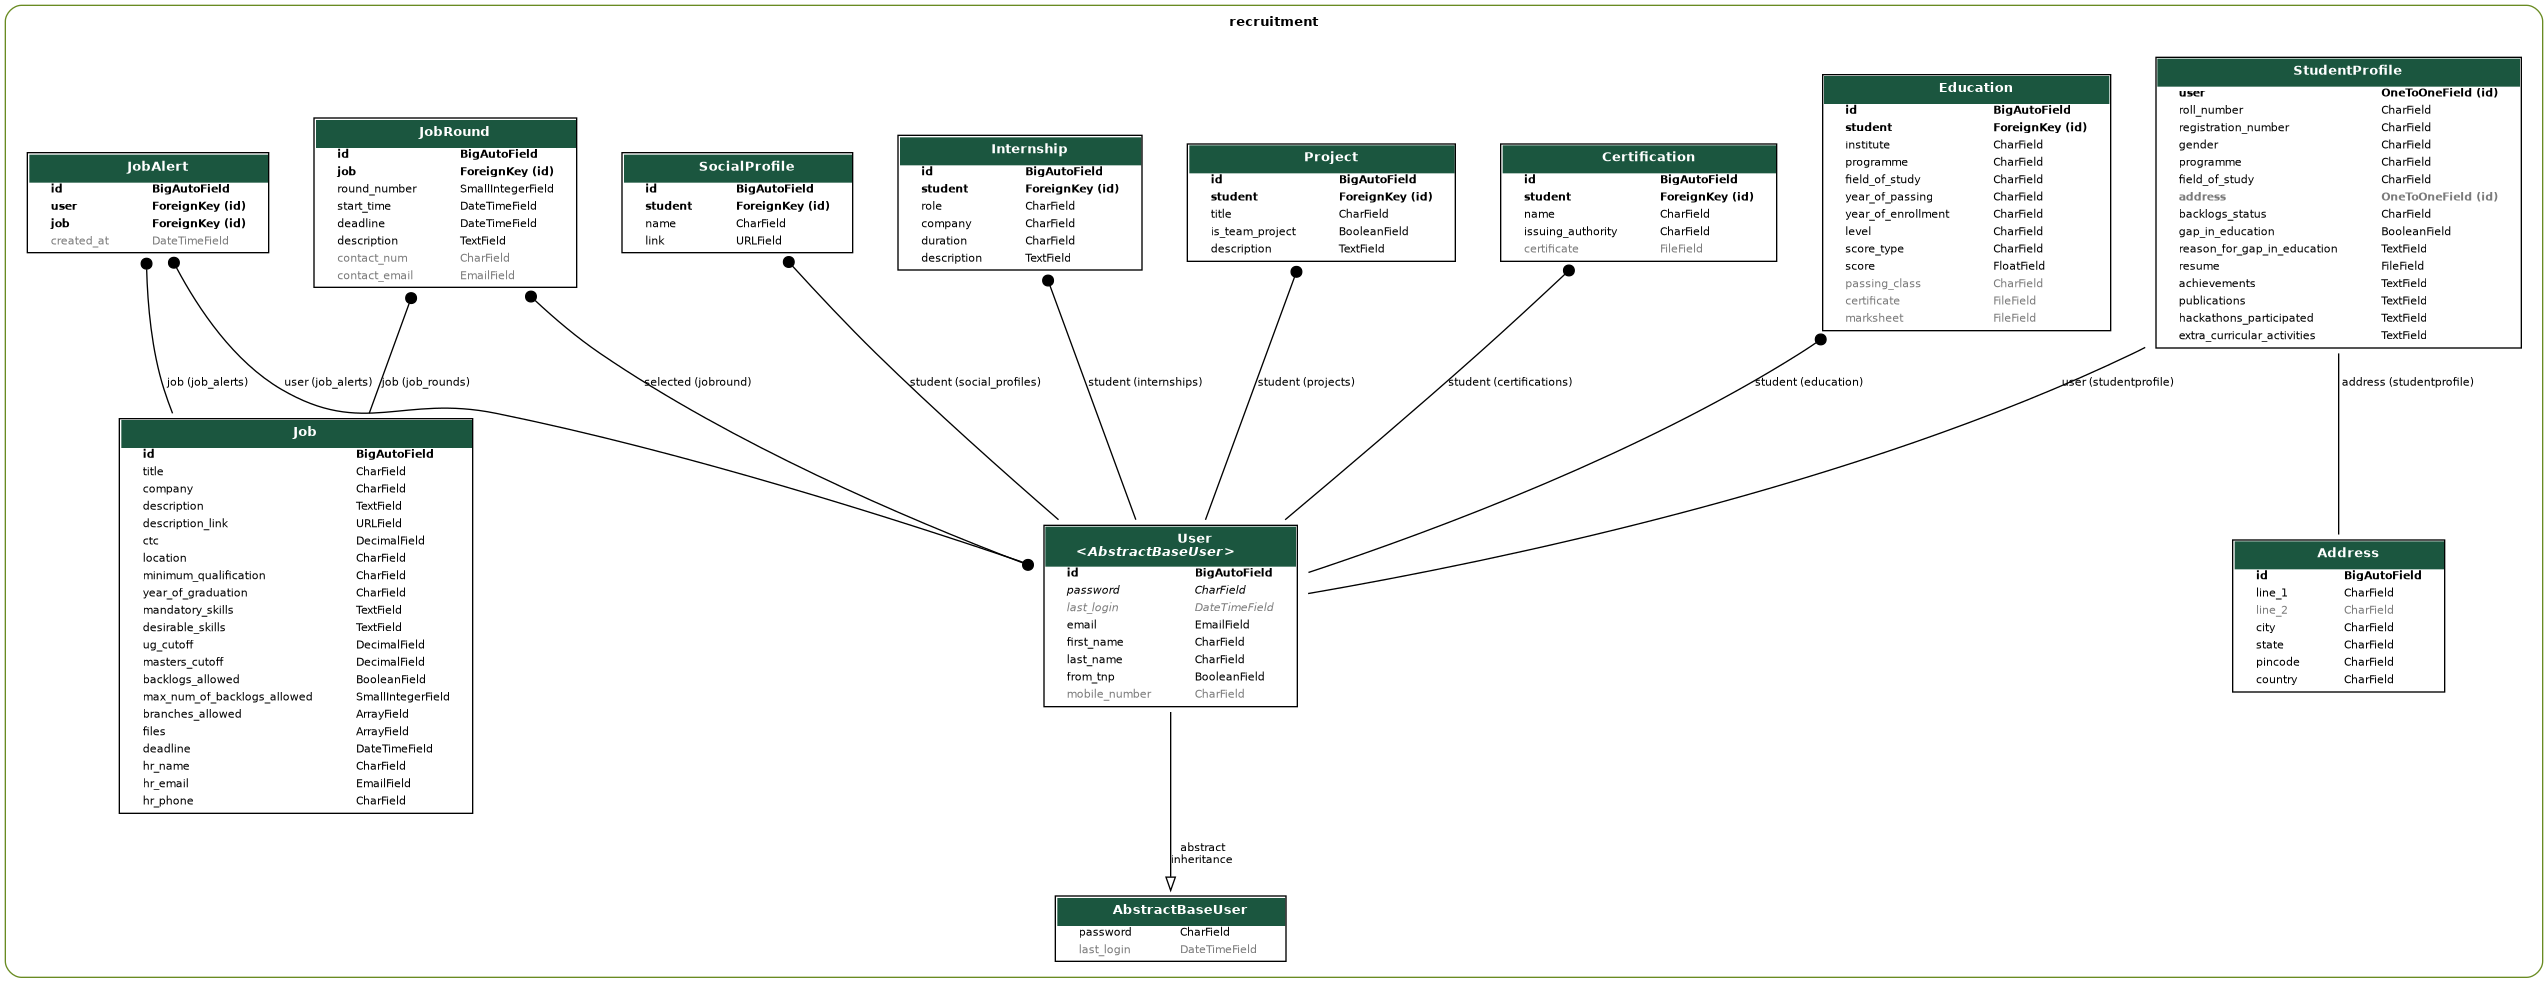 recruitment
JobAlert
id BigAutoField
user ForeignKey (id)
job ForeignKey (id)
created_at DateTimeField
JobRound
id BigAutoField
job ForeignKey (id)
round_number SmallIntegerField
start_time DateTimeField
deadline DateTimeField
description TextField
contact_num CharField
contact_email EmailField
SocialProfile
id BigAutoField
student ForeignKey (id)
name CharField
link URLField
Internship
id BigAutoField
student ForeignKey (id)
role CharField
company CharField
duration CharField
description TextField
Project
id BigAutoField
student ForeignKey (id)
title CharField
is_team_project BooleanField
description TextField
Certification
id BigAutoField
student ForeignKey (id)
name CharField
issuing_authority CharField
certificate FileField
Education
id BigAutoField
student ForeignKey (id)
institute CharField
programme CharField
field_of_study CharField
year_of_passing CharField
year_of_enrollment CharField
level CharField
score_type CharField
score FloatField
passing_class CharField
certificate FileField
marksheet FileField
StudentProfile
user OneToOneField (id)
roll_number CharField
registration_number CharField
gender CharField
programme CharField
field_of_study CharField
address OneToOneField (id)
backlogs_status CharField
gap_in_education BooleanField
reason_for_gap_in_education TextField
resume FileField
achievements TextField
publications TextField
hackathons_participated TextField
extra_curricular_activities TextField
job (job_alerts)
user (job_alerts)
job (job_rounds)
selected (jobround)
student (social_profiles)
student (internships)
student (projects)
student (certifications)
student (education)
user (studentprofile)
address (studentprofile)
Job
id BigAutoField
title CharField
company CharField
description TextField
description_link URLField
ctc DecimalField
location CharField
minimum_qualification CharField
year_of_graduation CharField
mandatory_skills TextField
desirable_skills TextField
ug_cutoff DecimalField
masters_cutoff DecimalField
backlogs_allowed BooleanField
max_num_of_backlogs_allowed SmallIntegerField
branches_allowed ArrayField
files ArrayField
deadline DateTimeField
hr_name CharField
hr_email EmailField
hr_phone CharField
User
<AbstractBaseUser>
id BigAutoField
password CharField
last_login DateTimeField
email EmailField
first_name CharField
last_name CharField
from_tnp BooleanField
mobile_number CharField
Address
id BigAutoField
line_1 CharField
line_2 CharField
city CharField
state CharField
pincode CharField
country CharField
abstract
inheritance
AbstractBaseUser
password CharField
last_login DateTimeField